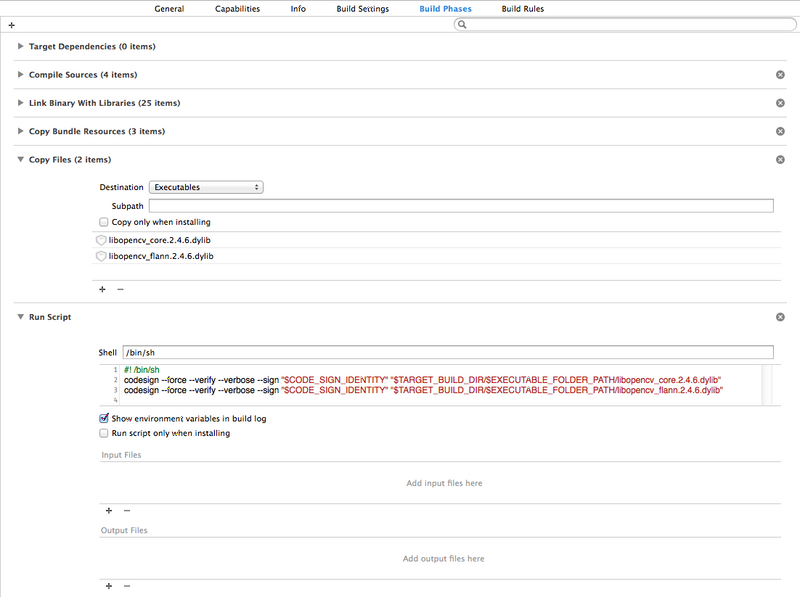 General Capabilities Info Build Settings Build Phases Build Rules
+
Target Dependencies (0 items)
Compile Sources (4 items)
Link Binary With Libraries (25 items)
Copy Bundle Resources (3 items)
Copy Files (2 items)
Destination Executables
Subpath
Copy only when installing
libopencv_core.2.4.6.dylib
libopencv_flann.2.4.6.dylib
+ −
Run Script
Shell /bin/sh
1 #! /bin/sh
2 codesign --force --verify --verbose --sign "$CODE_SIGN_IDENTITY" "$TARGET_BUILD_DIR/$EXECUTABLE_FOLDER_PATH/libopencv_core.2.4.6.dylib"
3 codesign --force --verify --verbose --sign "$CODE_SIGN_IDENTITY" "$TARGET_BUILD_DIR/$EXECUTABLE_FOLDER_PATH/libopencv_flann.2.4.6.dylib"
4
Show environment variables in build log
Run script only when installing
Input Files
Add input files here
+ −
Output Files
Add output files here
+ −